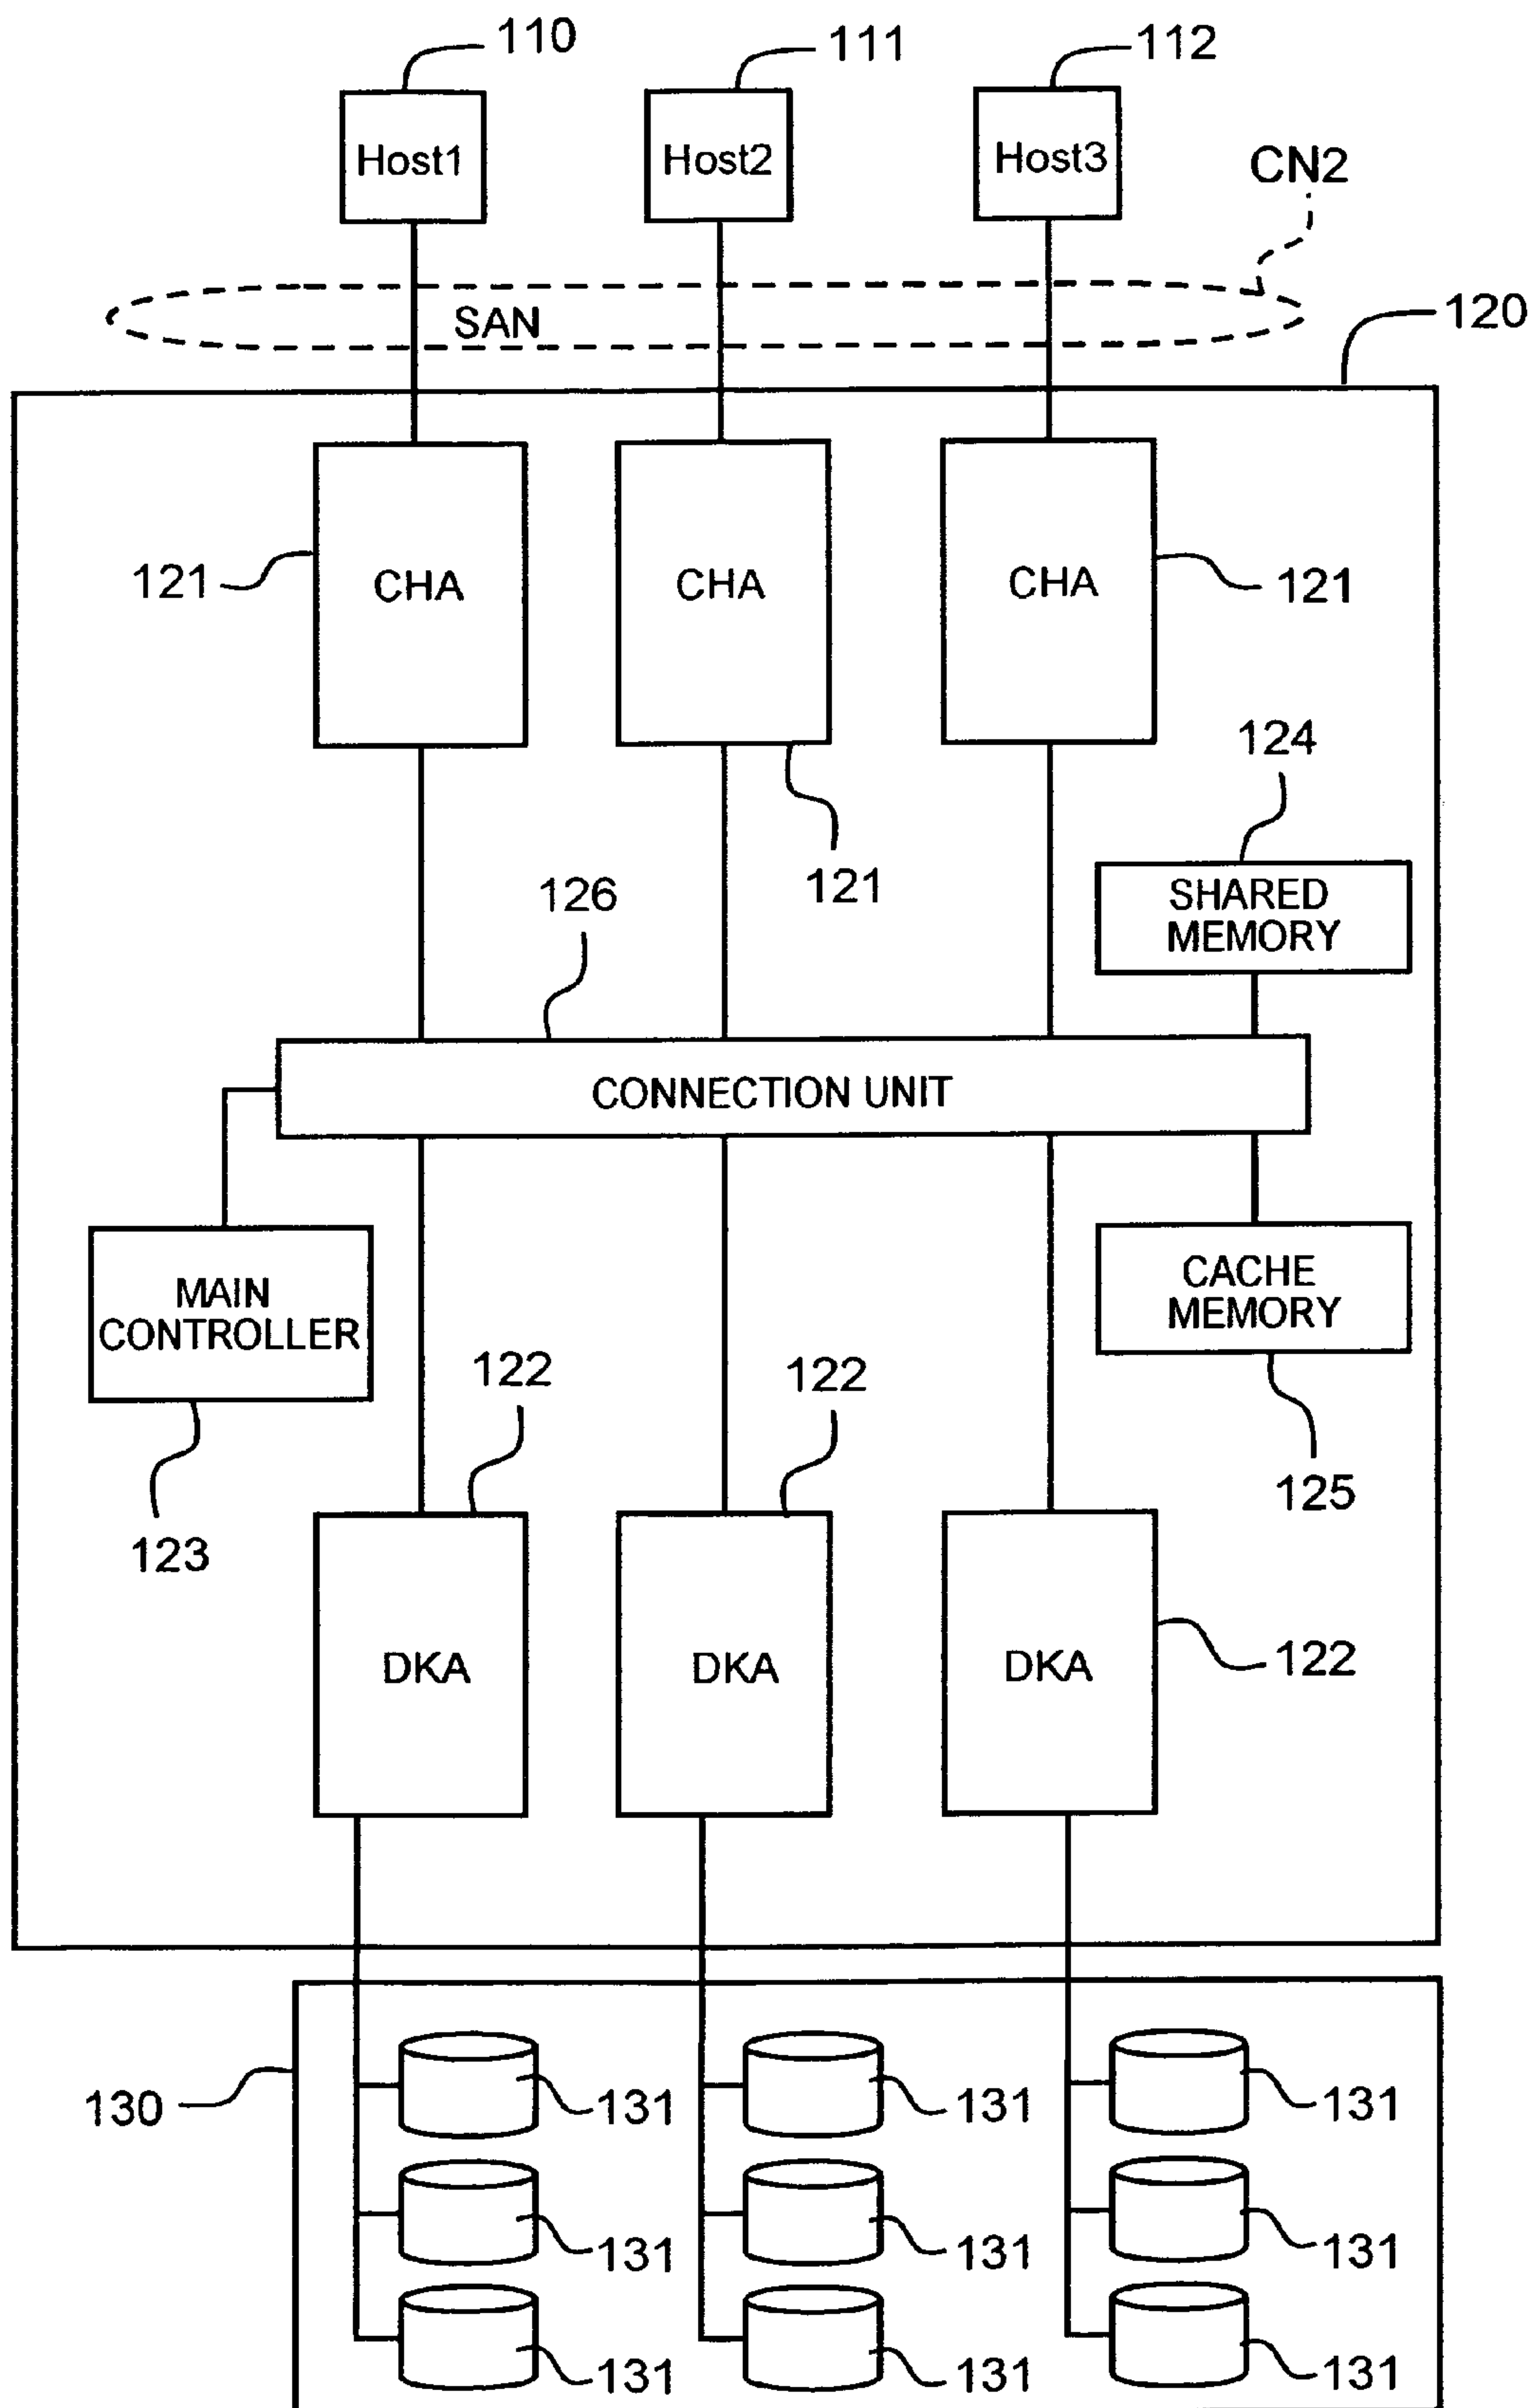 110
111
112
Host1
Host2
Host3
CN2
SAN
120
121
CHA
CHA
CHA
121
124
121
126
SHARED
MEMORY
CONNECTION UNIT
MAIN
CONTROLLER
CACHE
MEMORY
122
122
125
123
DKA
DKA
DKA
122
130
131
131
131
131
131
131
131
131
131